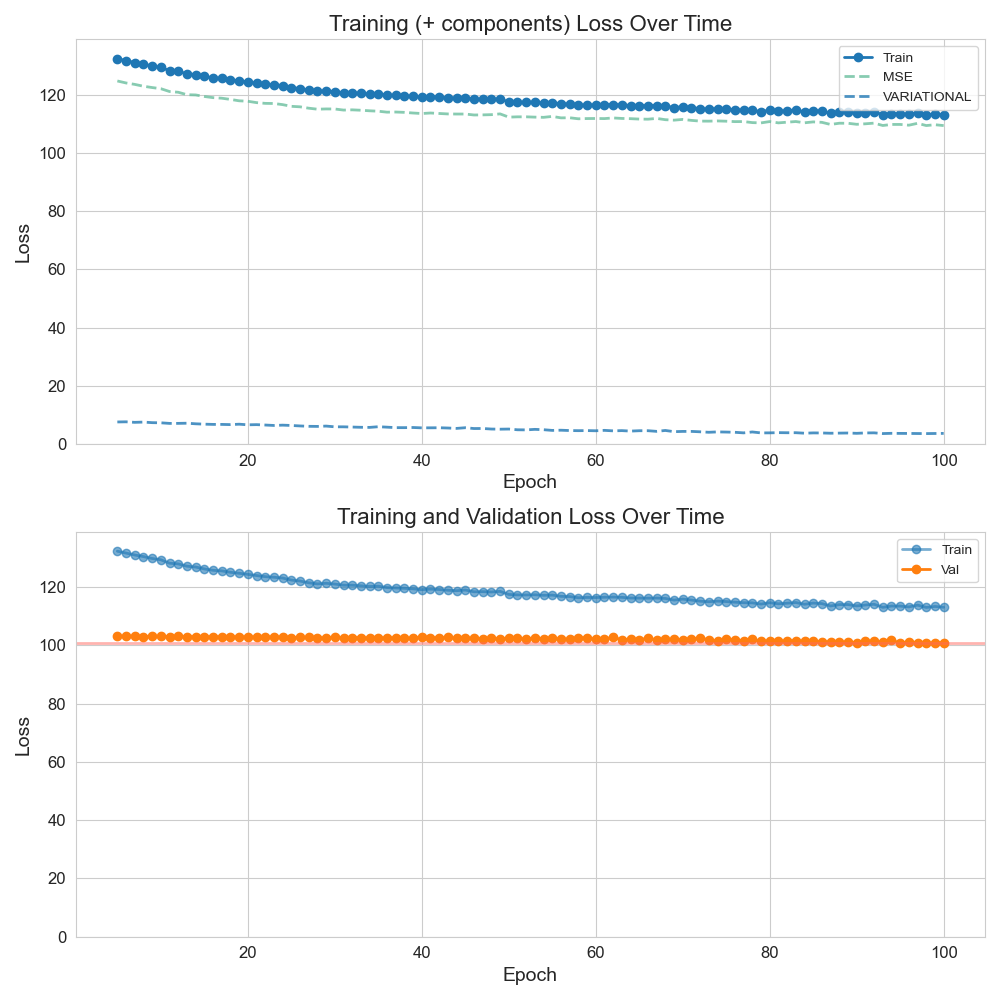 Training (+ components) Loss Over Time
Loss
120
100
80
60
40
20
0
Train
MSE
VARIATIONAL
20 40 60 80 100
Epoch
Training and Validation Loss Over Time
Loss
120
100
80
60
40
20
0
Train
Val
20 40 60 80 100
Epoch